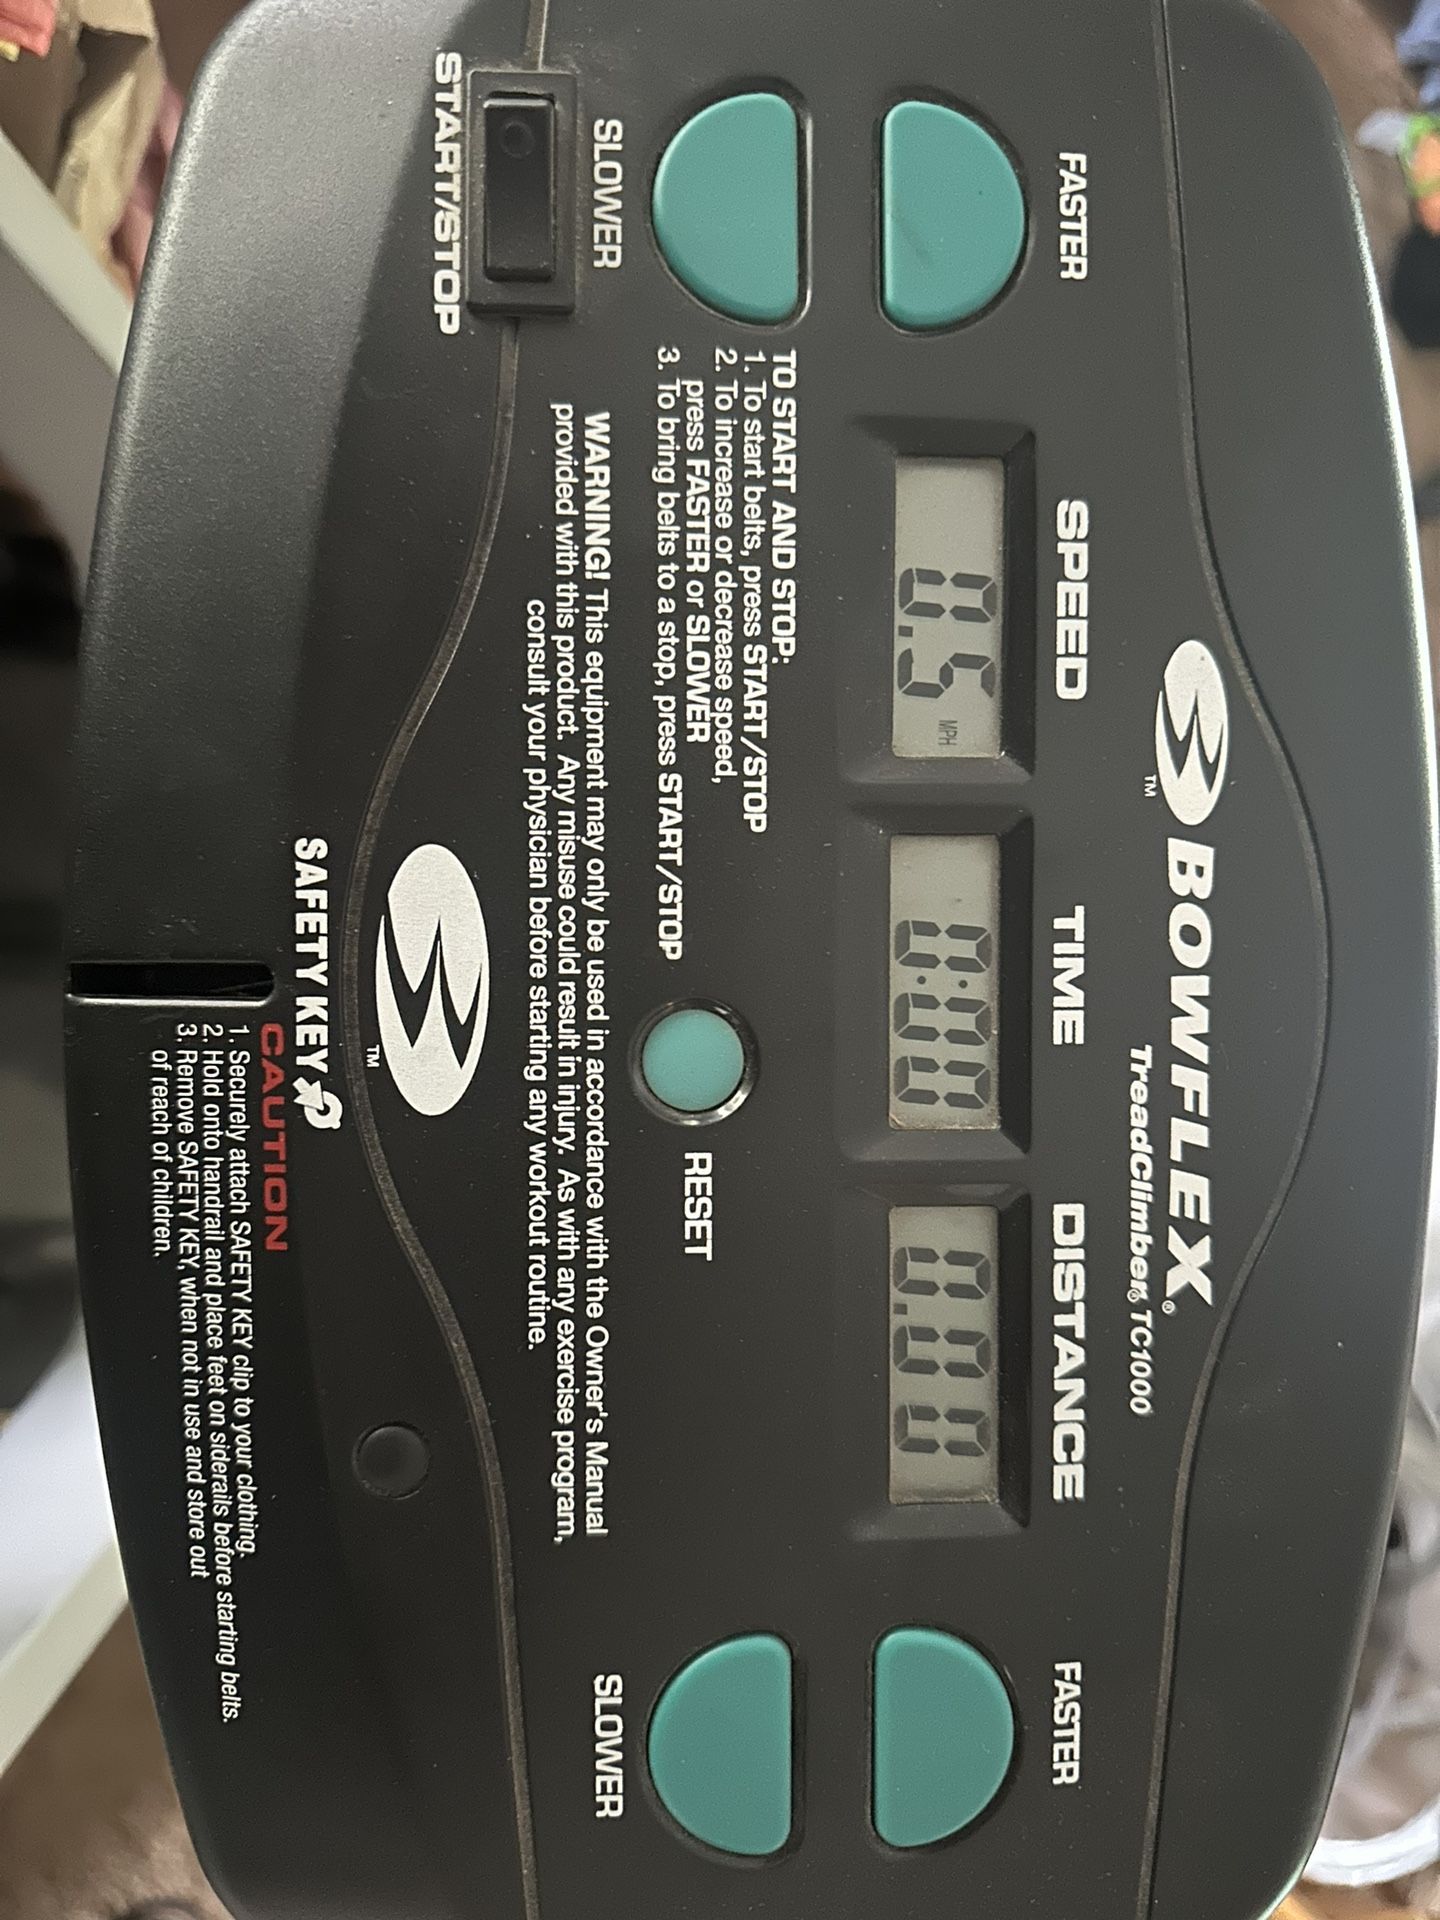 BOWFLEX®
TreadClimber® TC1000
FASTER
SPEED
TIME
DISTANCE
FASTER
0.5 MPH
0:00
0.00
SLOWER
SLOWER
START/STOP
TO START AND STOP:
1. To start belts, press START/STOP
2. To increase or decrease speed,
press FASTER or SLOWER
3. To bring belts to a stop, press START/STOP
RESET
WARNING! This equipment may only be used in accordance with the Owner's Manual
provided with this product. Any misuse could result in injury. As with any exercise program,
consult your physician before starting any workout routine.
TM
TM
SAFETY KEY
CAUTION
1. Securely attach SAFETY KEY clip to your clothing.
2. Hold onto handrail and place feet on siderails before starting belts.
3. Remove SAFETY KEY, when not in use and store out
of reach of children.